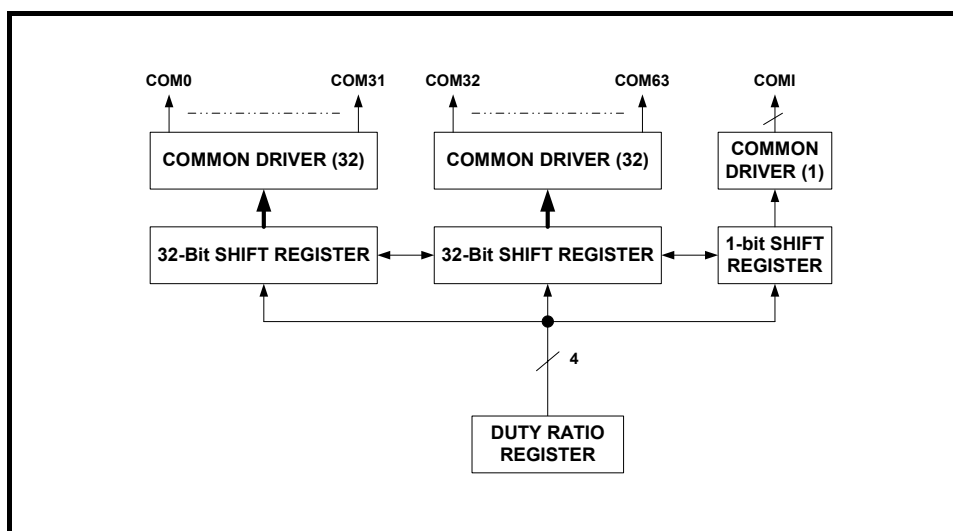 COM0 COM31 COM32 COM63 COMI
COMMON DRIVER (32)
COMMON DRIVER (32)
COMMON
DRIVER (1)
32-Bit SHIFT REGISTER
32-Bit SHIFT REGISTER
1-bit SHIFT
REGISTER
4
DUTY RATIO
REGISTER